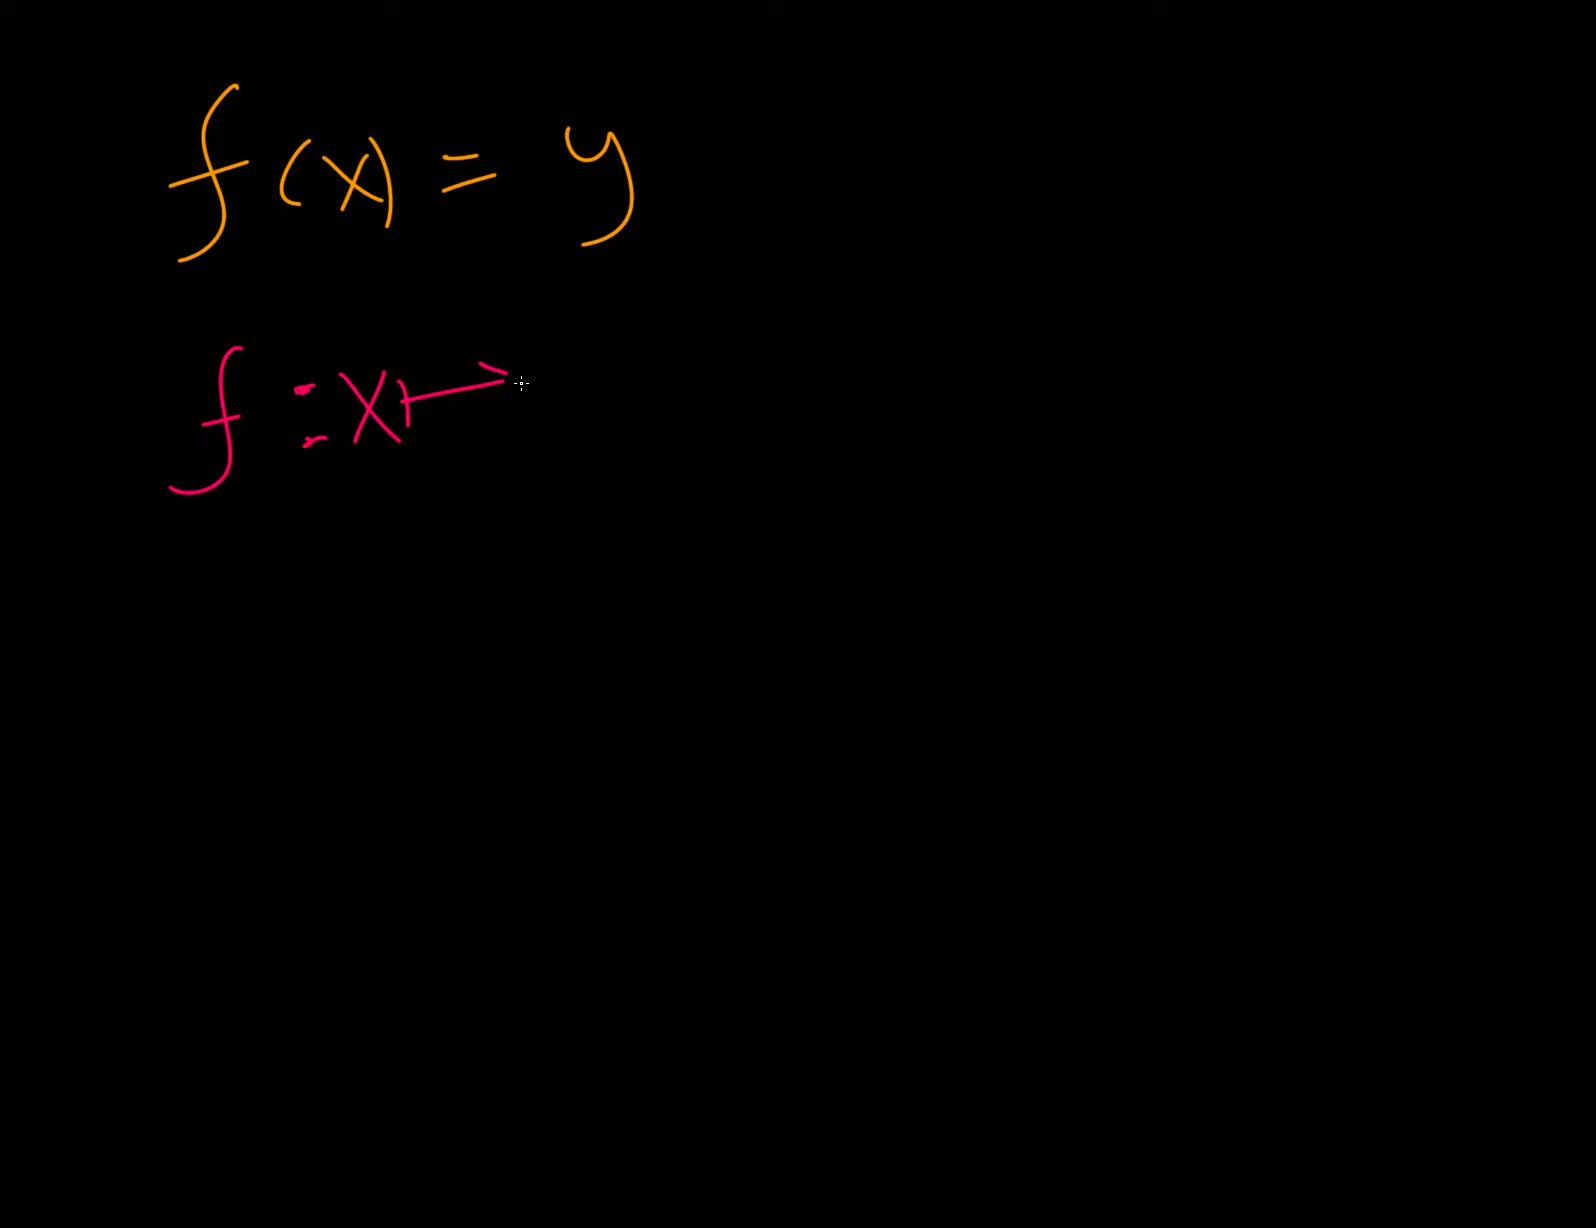 f(x) = y
f : x ↦